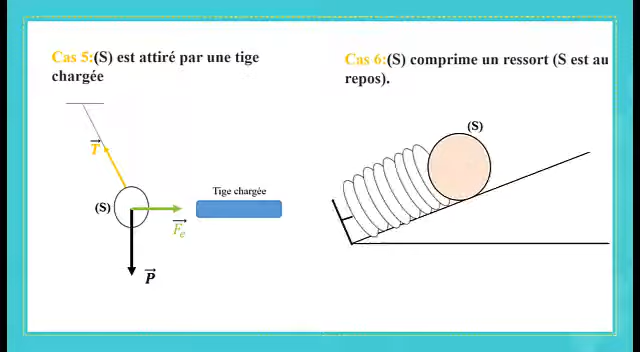 Cas 5:(S) est attiré par une tige
chargée
Cas 6:(S) comprime un ressort (S est au
repos).
T
(S)
Tige chargée
Fe
P
(S)